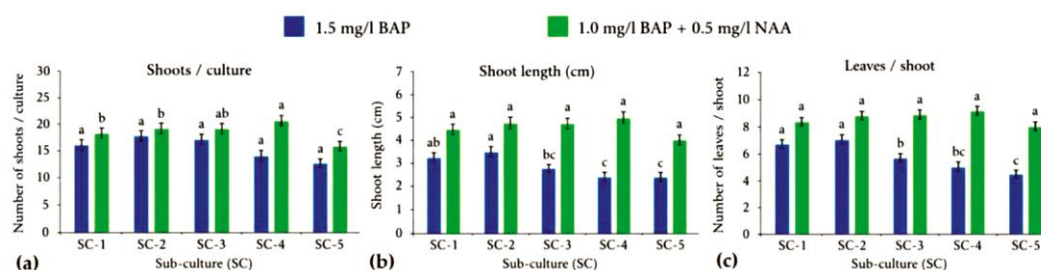 1.5 mg/l BAP
1.0 mg/l BAP + 0.5 mg/l NAA
Shoots / culture
Number of shoots / culture
30
25
20
15
10
5
0
a b
a b
a ab
a a
a c
SC-1 SC-2 SC-3 SC-4 SC-5
Sub-culture (SC)
(a)
Shoot length (cm)
Shoot length (cm)
7
6
5
4
3
2
1
0
ab a
a a
bc a
c a
c a
SC-1 SC-2 SC-3 SC-4 SC-5
Sub-culture (SC)
(b)
Leaves / shoot
Number of leaves / shoot
12
10
8
6
4
2
0
a a
a a
b a
bc a
c a
SC-1 SC-2 SC-3 SC-4 SC-5
Sub-culture (SC)
(c)